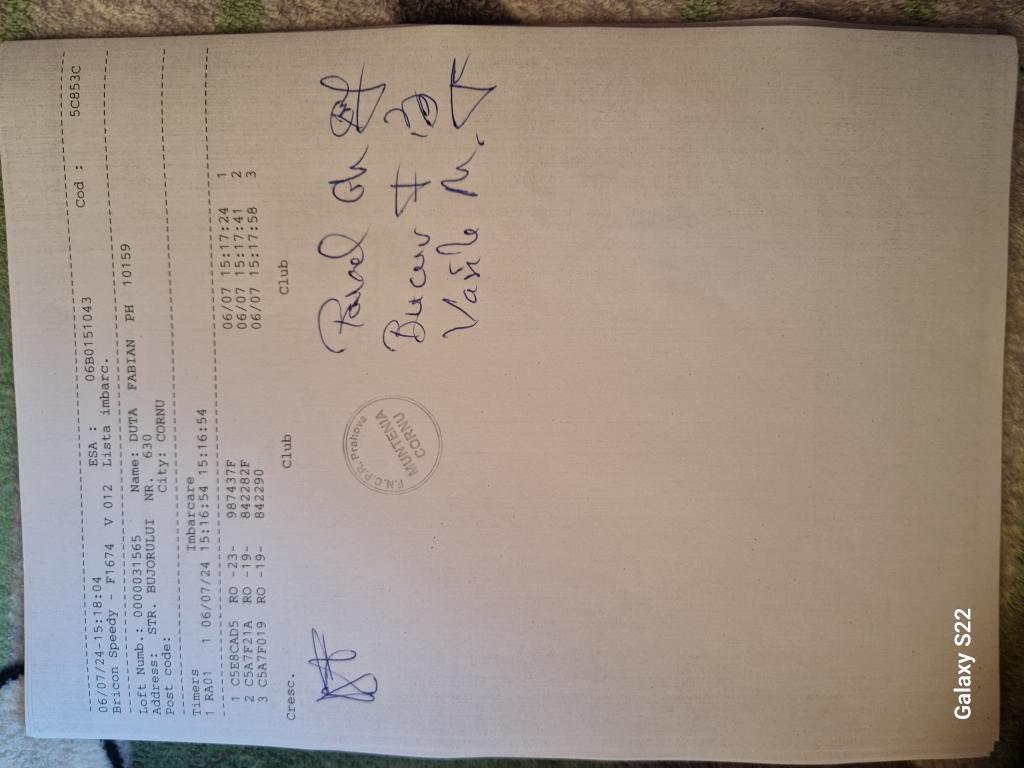 06/07/24-15:18:04 ESA : 06B0151043 Cod : 5C853C
Bricon Speedy - F1674 V 012 Lista imbarc.
Loft Numb.: 0000031565 Name: DUTA FABIAN PH 10159
Address: STR. BUJORULUI NR. 630
Post code: City: CORNU
Timers Imbarcare
1 RA01 1 06/07/24 15:16:54 15:16:54
1 C5E8CAD5 RO -23- 987437F 06/07 15:17:24 1
2 C5A7F21A RO -19- 842282F 06/07 15:17:41 2
3 C5A7F019 RO -19- 842290 06/07 15:17:58 3
Cresc. Club Club
Pavel Gh
Vasile M.
F.N.C.P.R. Prahova
"MUNTENIA"
CORNU
Galaxy S22